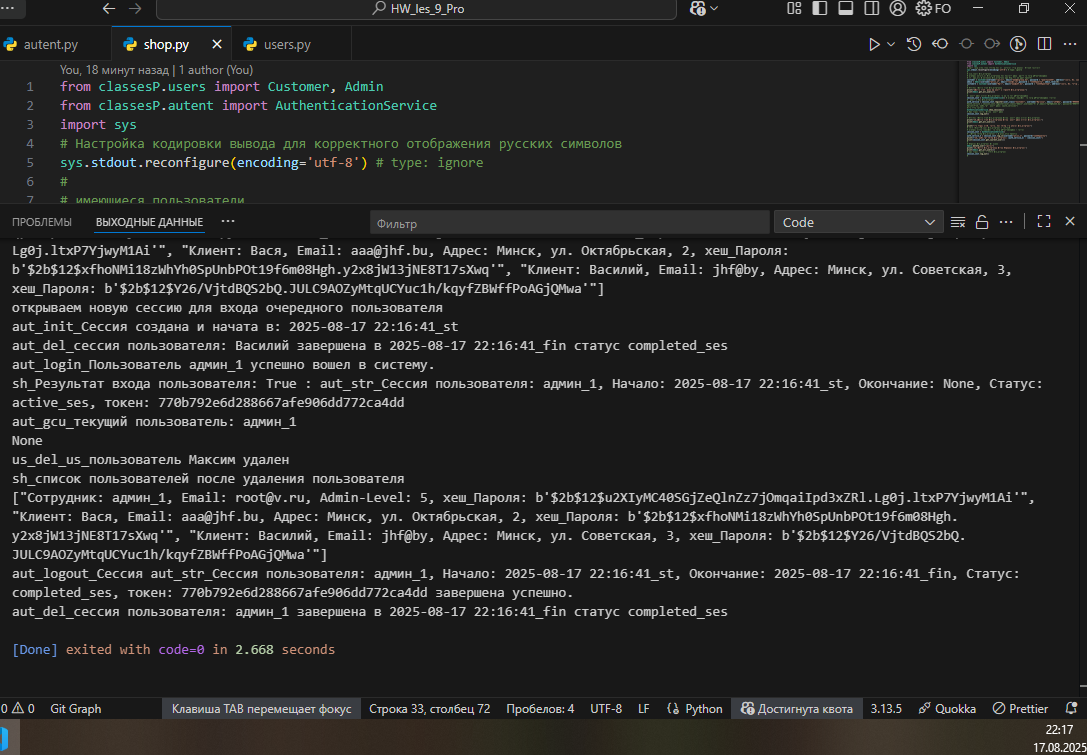 HW_les_9_Pro
FO
autent.py
shop.py
users.py
You, 18 минут назад | 1 author (You)
1 from classesP.users import Customer, Admin
2 from classesP.autent import AuthenticationService
3 import sys
4 # Настройка кодировки вывода для корректного отображения русских символов
5 sys.stdout.reconfigure(encoding='utf-8') # type: ignore
6 #
7 # имеющиеся пользователи
ПРОБЛЕМЫ ВЫХОДНЫЕ ДАННЫЕ ··· Фильтр Code
Lg0j.ltxP7YjwyM1Ai'", "Клиент: Вася, Email: aaa@jhf.bu, Адрес: Минск, ул. Октябрьская, 2, хеш_Пароля:
b'$2b$12$xfhoNMi18zWhYh0SpUnbPOt19f6m08Hgh.y2x8jW13jNE8T17sXwq'", "Клиент: Василий, Email: jhf@by, Адрес: Минск, ул. Советская, 3,
хеш_Пароля: b'$2b$12$Y26/VjtdBQS2bQ.JULC9AOZyMtqUCYuc1h/kqyfZBWffPoAGjQMwa'"]
открываем новую сессию для входа очередного пользователя
aut_init_Сессия создана и начата в: 2025-08-17 22:16:41_st
aut_del_сессия пользователя: Василий завершена в 2025-08-17 22:16:41_fin статус completed_ses
aut_login_Пользователь админ_1 успешно вошел в систему.
sh_Результат входа пользователя: True : aut_str_Сессия пользователя: админ_1, Начало: 2025-08-17 22:16:41_st, Окончание: None, Статус:
active_ses, токен: 770b792e6d288667afe906dd772ca4dd
aut_gcu_текущий пользователь: админ_1
None
us_del_us_пользователь Максим удален
sh_список пользователей после удаления пользователя
["Сотрудник: админ_1, Email: root@v.ru, Admin-Level: 5, хеш_Пароля: b'$2b$12$u2XIyMC40SGjZeQlnZz7jOmqaiIpd3xZRl.Lg0j.ltxP7YjwyM1Ai'",
"Клиент: Вася, Email: aaa@jhf.bu, Адрес: Минск, ул. Октябрьская, 2, хеш_Пароля: b'$2b$12$xfhoNMi18zWhYh0SpUnbPOt19f6m08Hgh.
y2x8jW13jNE8T17sXwq'", "Клиент: Василий, Email: jhf@by, Адрес: Минск, ул. Советская, 3, хеш_Пароля: b'$2b$12$Y26/VjtdBQS2bQ.
JULC9AOZyMtqUCYuc1h/kqyfZBWffPoAGjQMwa'"]
aut_logout_Сессия aut_str_Сессия пользователя: админ_1, Начало: 2025-08-17 22:16:41_st, Окончание: 2025-08-17 22:16:41_fin, Статус:
completed_ses, токен: 770b792e6d288667afe906dd772ca4dd завершена успешно.
aut_del_сессия пользователя: админ_1 завершена в 2025-08-17 22:16:41_fin статус completed_ses
[Done] exited with code=0 in 2.668 seconds
0 0 Git Graph Клавиша TAB перемещает фокус Строка 33, столбец 72 Пробелов: 4 UTF-8 LF Python Достигнута квота 3.13.5 Quokka Prettier
22:17
17.08.2025